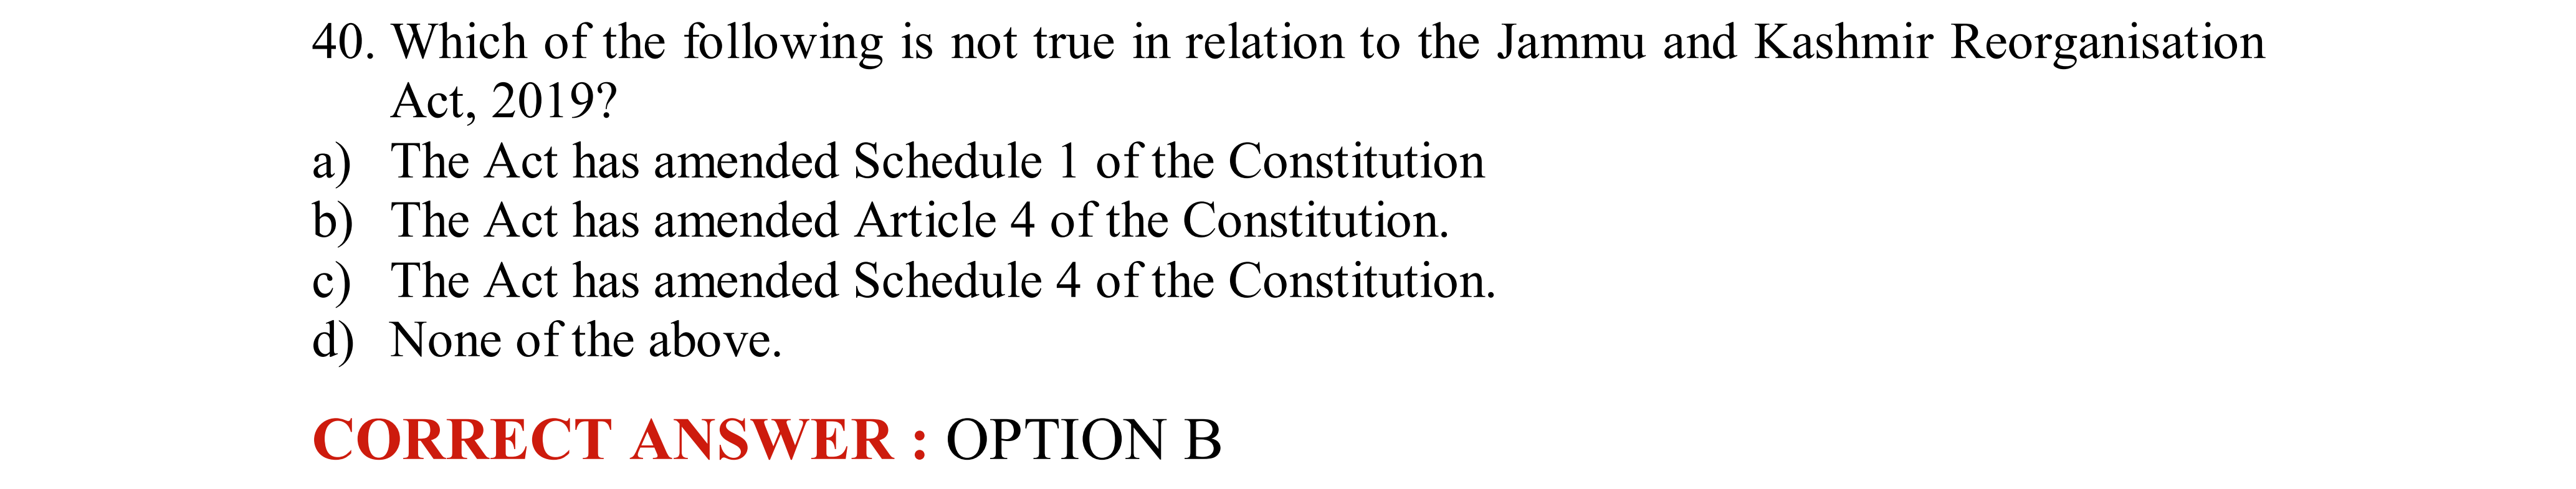 40. Which of the following is not true in relation to the Jammu and Kashmir Reorganisation
Act, 2019?
a) The Act has amended Schedule 1 of the Constitution
b) The Act has amended Article 4 of the Constitution.
c) The Act has amended Schedule 4 of the Constitution.
d) None of the above.
CORRECT ANSWER : OPTION B